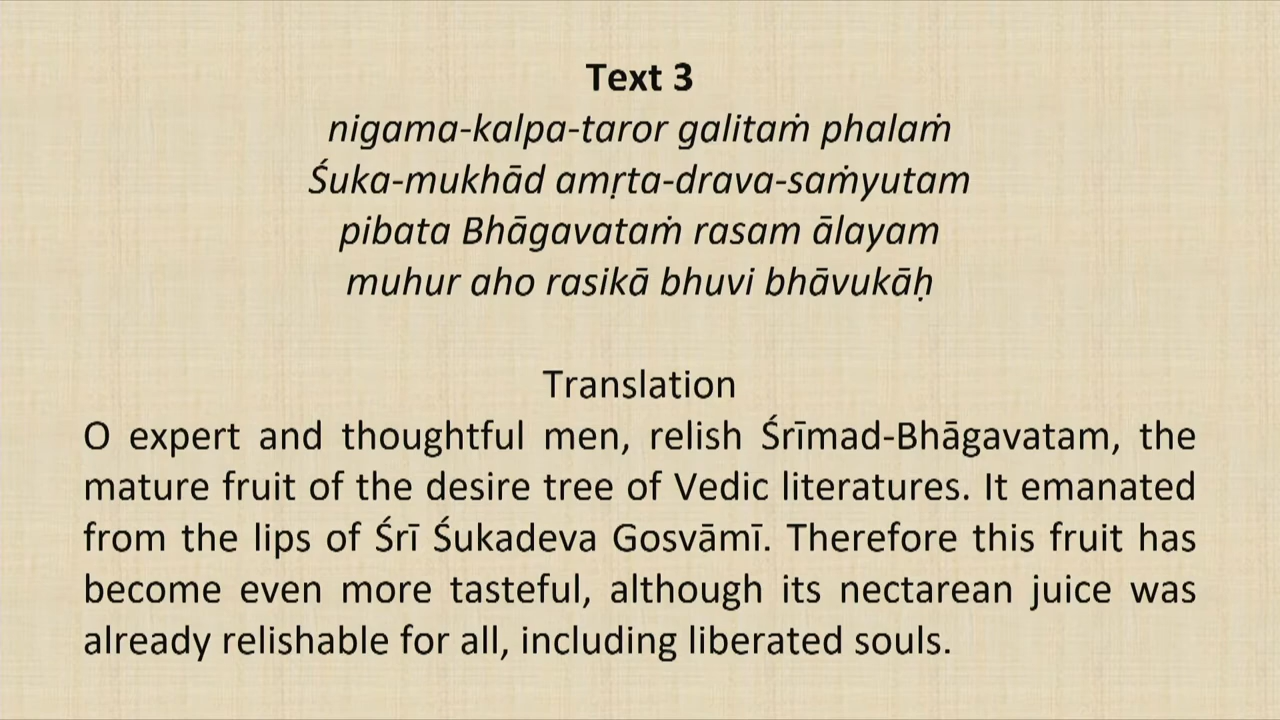 Text 3
nigama-kalpa-taror galitaṁ phalaṁ
Śuka-mukhād amṛta-drava-saṁyutam
pibata Bhāgavataṁ rasam ālayam
muhur aho rasikā bhuvi bhāvukāḥ
Translation
O expert and thoughtful men, relish Śrīmad-Bhāgavatam, the
mature fruit of the desire tree of Vedic literatures. It emanated
from the lips of Śrī Śukadeva Gosvāmī. Therefore this fruit has
become even more tasteful, although its nectarean juice was
already relishable for all, including liberated souls.